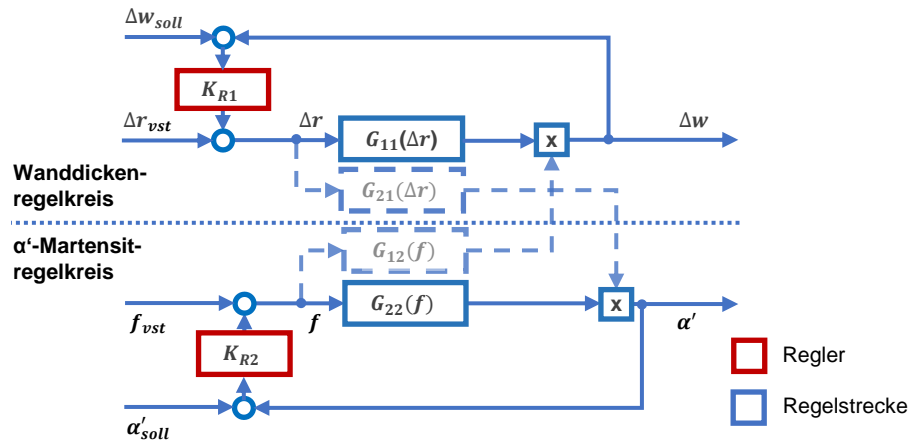 Δw_soll
K_R1
Δr_vst
Δr
G_11(Δr)
x
Δw
Wanddicken-
regelkreis
G_21(Δr)
α‘-Martensit-
regelkreis
G_12(f)
f_vst
f
G_22(f)
x
α′
K_R2
α′_soll
Regler
Regelstrecke